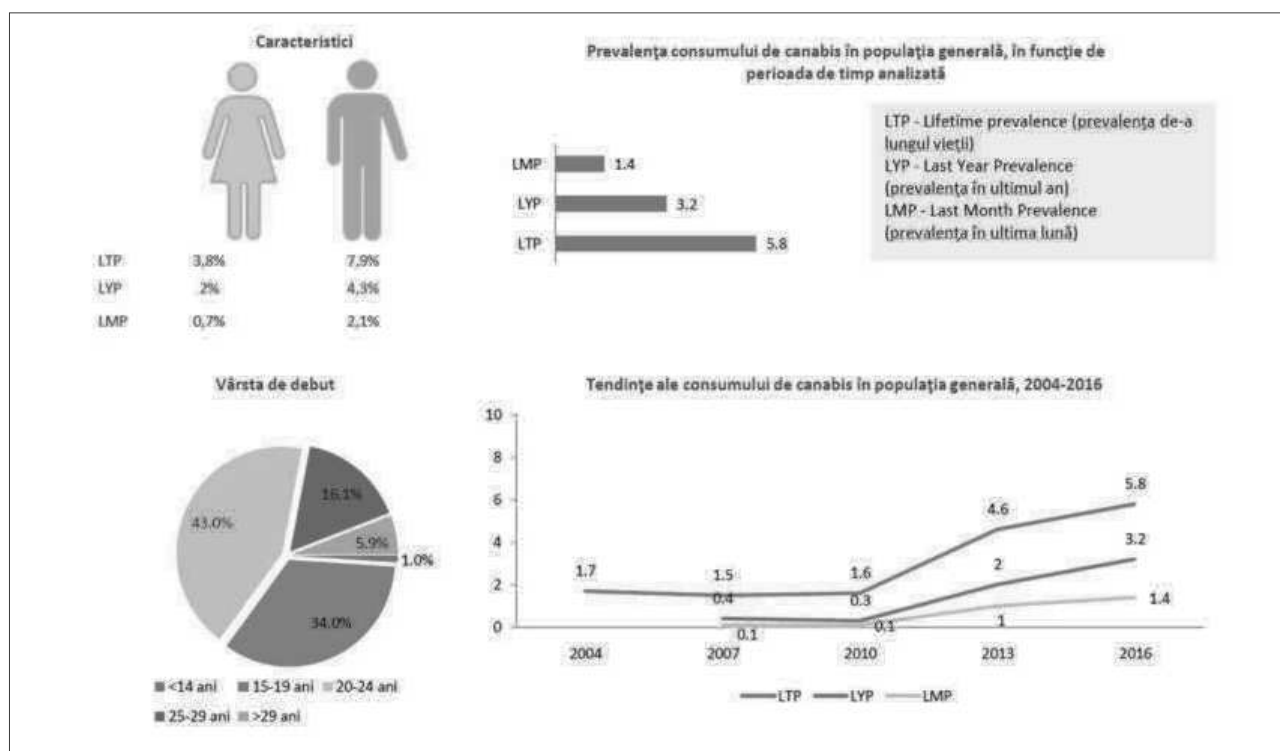 Caracteristici
LTP 3,8% 7,9%
LYP 2% 4,3%
LMP 0,7% 2,1%
Prevalența consumului de canabis în populația generală, în funcție de
perioada de timp analizată
LMP 1.4
LYP 3.2
LTP 5.8
LTP - Lifetime prevalence (prevalența de-a
lungul vieții)
LYP - Last Year Prevalence
(prevalența în ultimul an)
LMP - Last Month Prevalence
(prevalența în ultima lună)
Vârsta de debut
16.1%
43.0%
5.9%
1.0%
34.0%
<14 ani 15-19 ani 20-24 ani
25-29 ani >29 ani
Tendințe ale consumului de canabis în populația generală, 2004-2016
10
8
6
4
2
0
1.7 1.5 1.6 4.6 5.8
0.4 0.3 2 3.2
0.1 0.1 1 1.4
2004 2007 2010 2013 2016
LTP LYP LMP